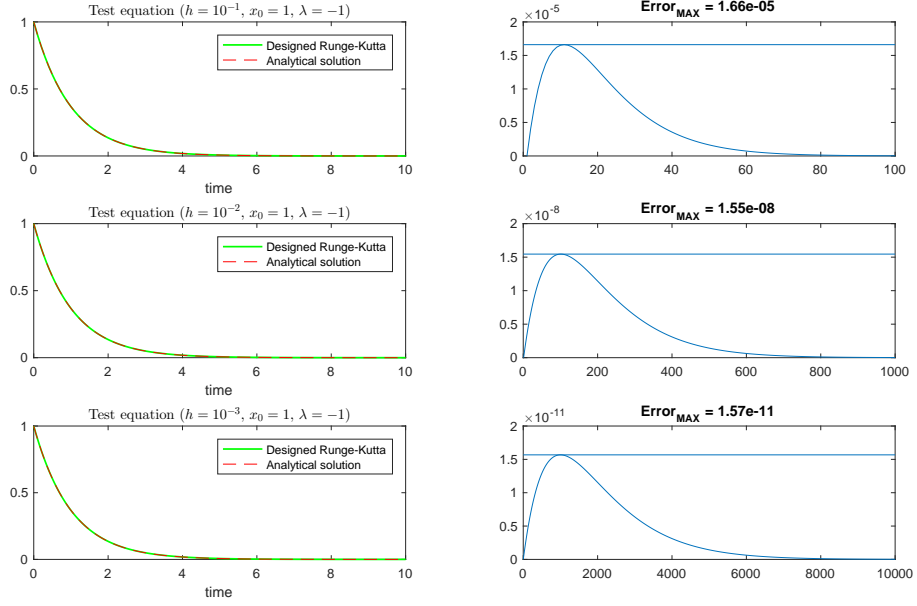 Test equation (h = 10⁻¹, x₀ = 1, λ = −1)
1
0.5
0
Designed Runge-Kutta
Analytical solution
0 2 4 6 8 10
time
Error_MAX = 1.66e-05
×10⁻⁵
2
1.5
1
0.5
0
0 20 40 60 80 100
Test equation (h = 10⁻², x₀ = 1, λ = −1)
1
0.5
0
Designed Runge-Kutta
Analytical solution
0 2 4 6 8 10
time
Error_MAX = 1.55e-08
×10⁻⁸
2
1.5
1
0.5
0
0 200 400 600 800 1000
Test equation (h = 10⁻³, x₀ = 1, λ = −1)
1
0.5
0
Designed Runge-Kutta
Analytical solution
0 2 4 6 8 10
time
Error_MAX = 1.57e-11
×10⁻¹¹
2
1.5
1
0.5
0
0 2000 4000 6000 8000 10000